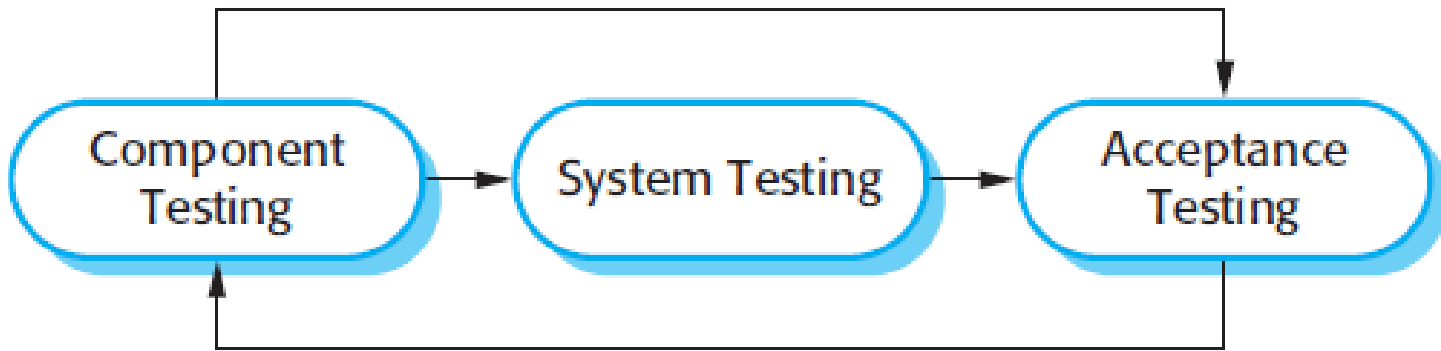 Component
Testing
System Testing
Acceptance
Testing